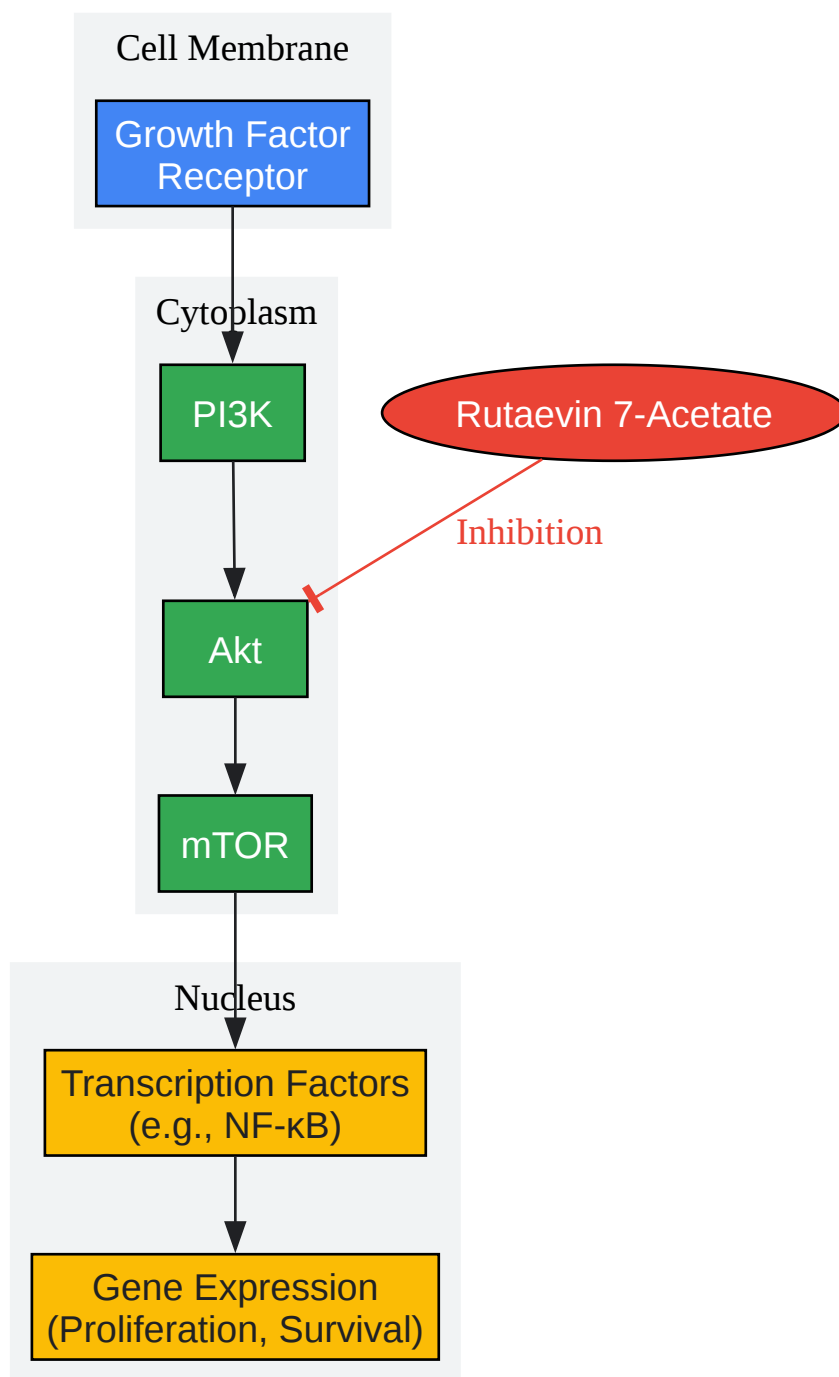 Cell Membrane
Growth Factor
Receptor
Cytoplasm
PI3K
Rutaevin 7-Acetate
Inhibition
Akt
mTOR
Nucleus
Transcription Factors
(e.g., NF-κB)
Gene Expression
(Proliferation, Survival)